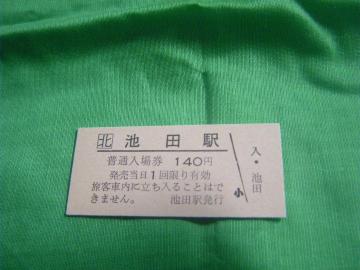 北 池田駅
普通入場券 140円
発売当日1回限り有効
旅客車内に立ち入ることはで
きません。 池田駅発行
小
入・池田